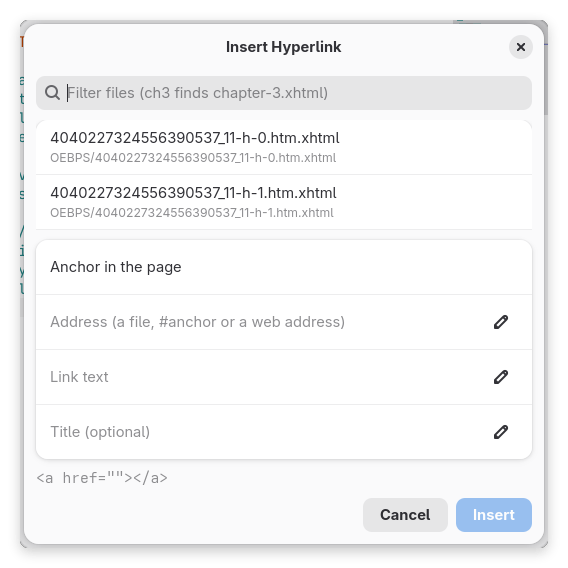 Insert Hyperlink
Filter files (ch3 finds chapter-3.xhtml)
4040227324556390537_11-h-0.htm.xhtml
OEBPS/4040227324556390537_11-h-0.htm.xhtml
4040227324556390537_11-h-1.htm.xhtml
OEBPS/4040227324556390537_11-h-1.htm.xhtml
Anchor in the page
Address (a file, #anchor or a web address)
Link text
Title (optional)
<a href=""></a>
Cancel
Insert